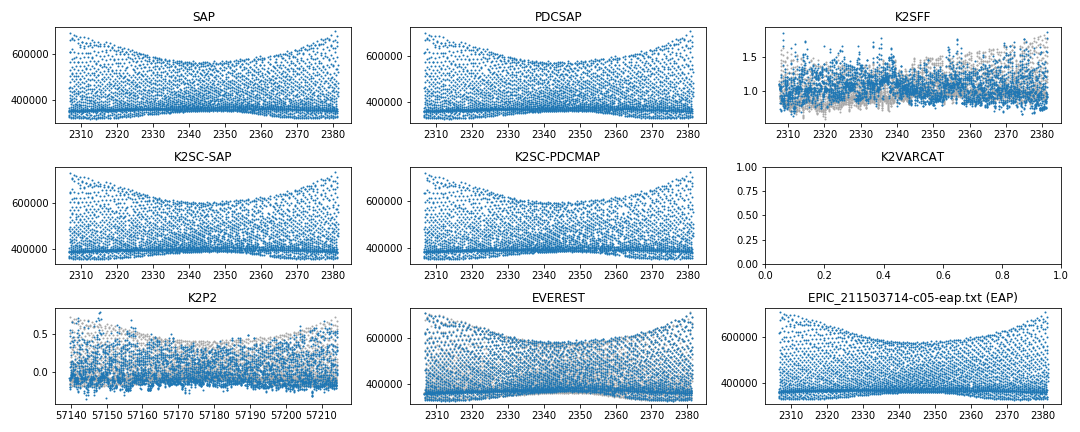 SAP
600000
400000
2310 2320 2330 2340 2350 2360 2370 2380
PDCSAP
600000
400000
2310 2320 2330 2340 2350 2360 2370 2380
K2SFF
1.5
1.0
2310 2320 2330 2340 2350 2360 2370 2380
K2SC-SAP
600000
400000
2310 2320 2330 2340 2350 2360 2370 2380
K2SC-PDCMAP
600000
400000
2310 2320 2330 2340 2350 2360 2370 2380
K2VARCAT
1.00
0.75
0.50
0.25
0.00
0.0 0.2 0.4 0.6 0.8 1.0
K2P2
0.5
0.0
57140 57150 57160 57170 57180 57190 57200 57210
EVEREST
600000
400000
2310 2320 2330 2340 2350 2360 2370 2380
EPIC_211503714-c05-eap.txt (EAP)
600000
400000
2310 2320 2330 2340 2350 2360 2370 2380